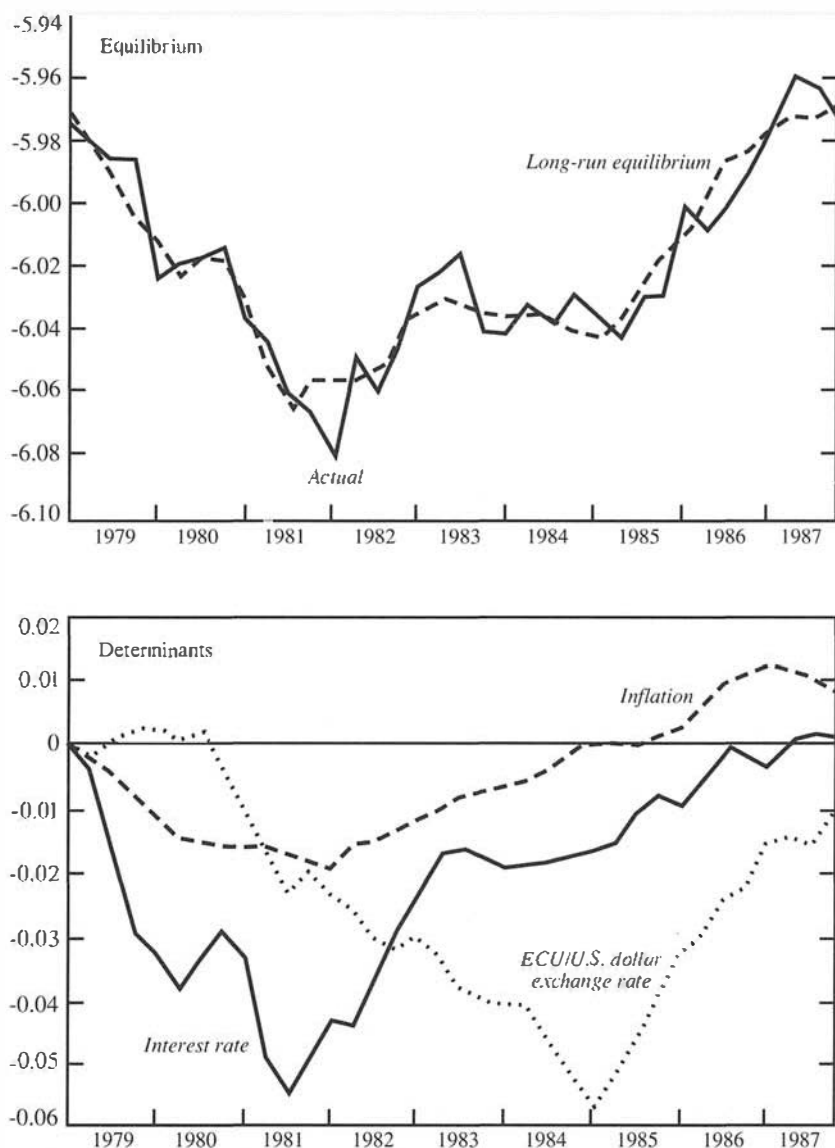 -5.94
Equilibrium
-5.96
-5.98
Long-run equilibrium
-6.00
-6.02
-6.04
-6.06
-6.08
Actual
-6.10
1979 1980 1981 1982 1983 1984 1985 1986 1987
0.02
Determinants
0.01
Inflation
0
-0.01
-0.02
-0.03
ECU/U.S. dollar
exchange rate
-0.04
Interest rate
-0.05
-0.06
1979 1980 1981 1982 1983 1984 1985 1986 1987